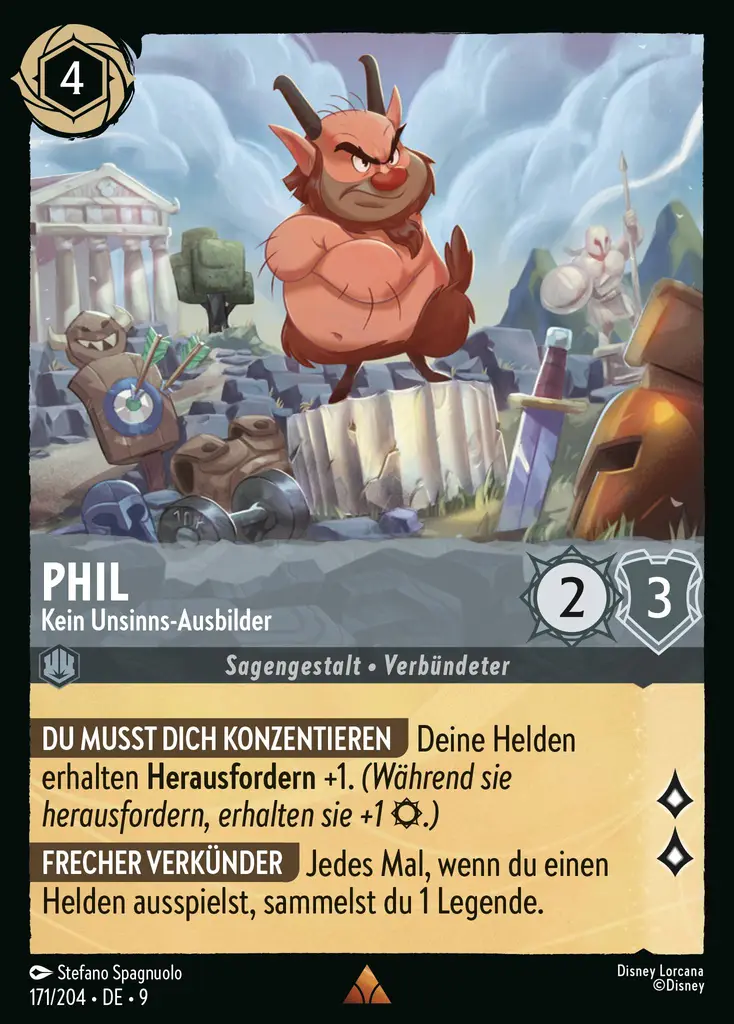 4
10K
PHIL
Kein Unsinns-Ausbilder
2
3
Sagengestalt • Verbündeter
DU MUSST DICH KONZENTIEREN Deine Helden
erhalten Herausfordern +1. (Während sie
herausfordern, erhalten sie +1 .)
FRECHER VERKÜNDER Jedes Mal, wenn du einen
Helden ausspielst, sammelst du 1 Legende.
Stefano Spagnuolo
171/204 • DE • 9
Disney Lorcana
©Disney